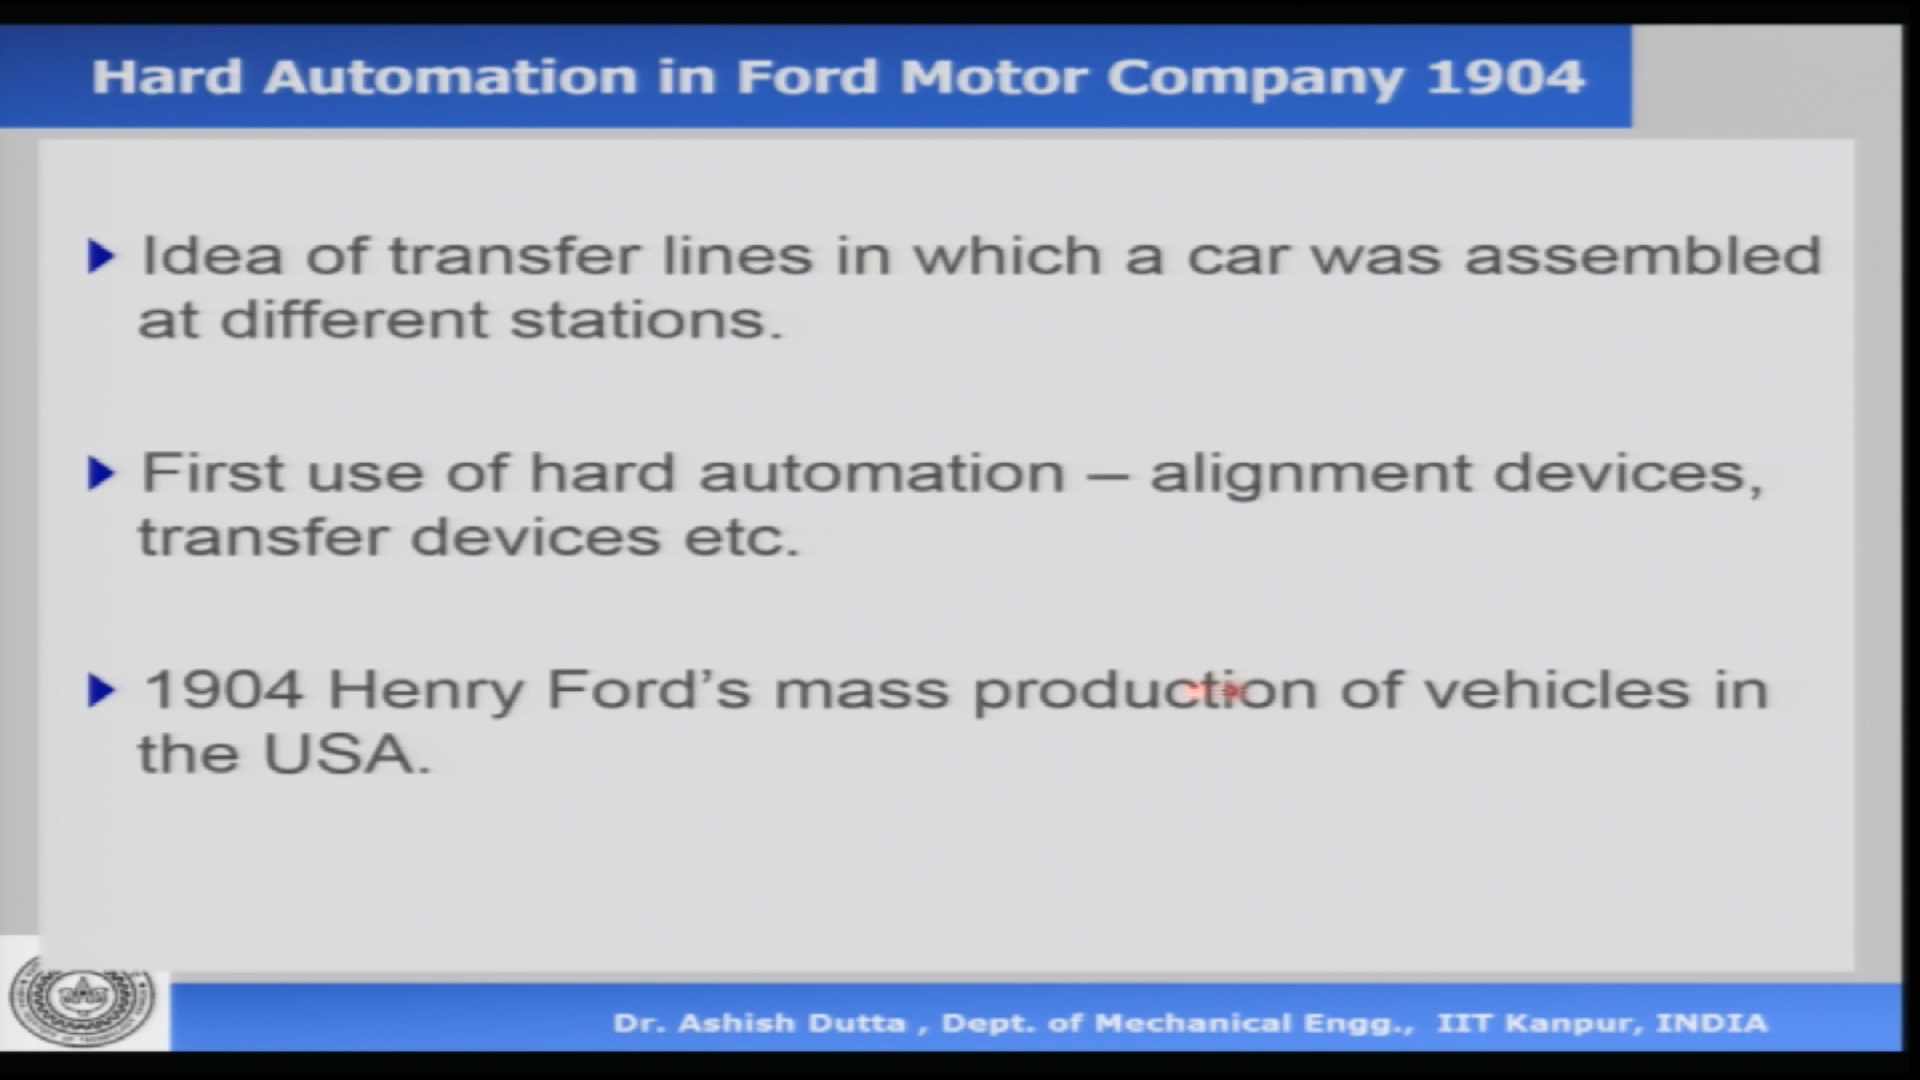 Hard Automation in Ford Motor Company 1904
Idea of transfer lines in which a car was assembled
at different stations.
First use of hard automation – alignment devices,
transfer devices etc.
1904 Henry Ford’s mass production of vehicles in
the USA.
Dr. Ashish Dutta , Dept. of Mechanical Engg., IIT Kanpur, INDIA